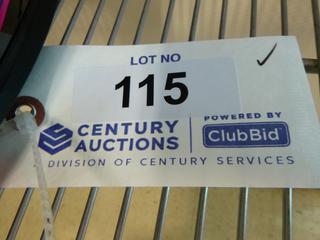 LOT NO
115
CENTURY
AUCTIONS
POWERED BY
ClubBid
DIVISION OF CENTURY SERVICES